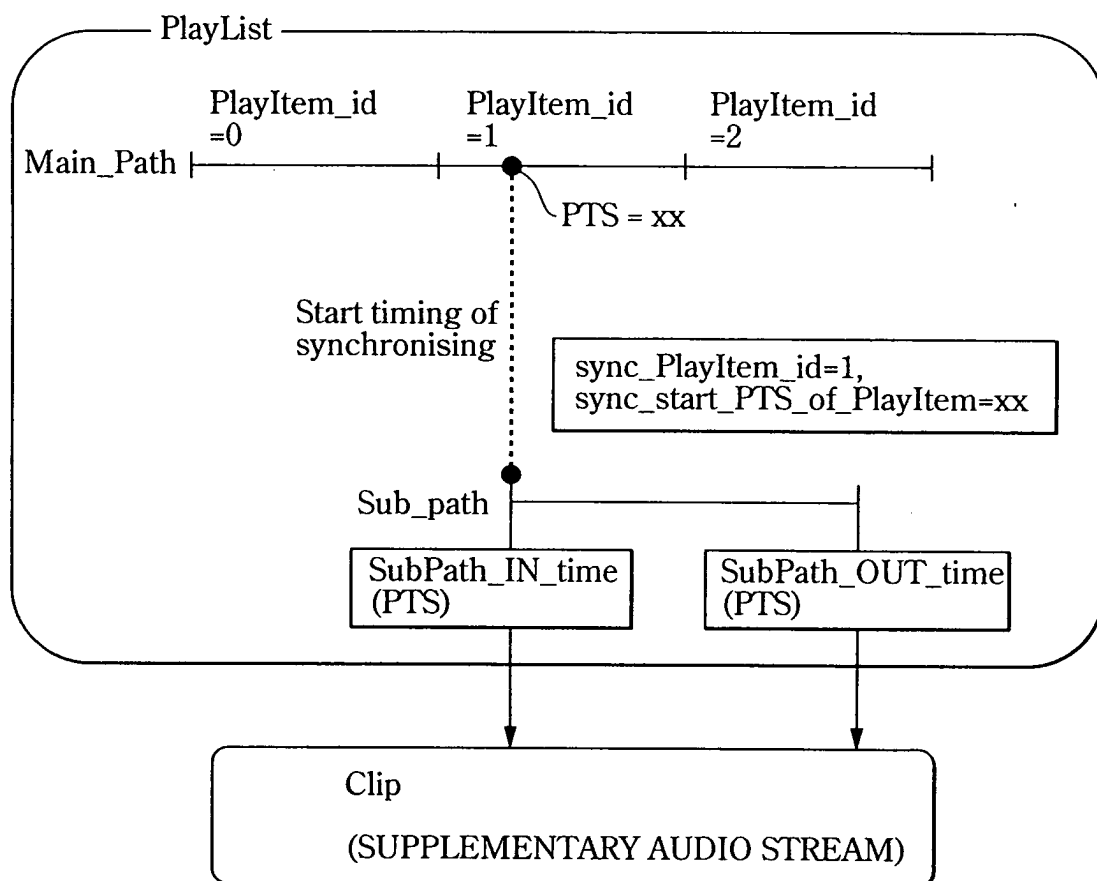 PlayList
PlayItem_id
=0
PlayItem_id
=1
PlayItem_id
=2
Main_Path
PTS = xx
Start timing of
synchronising
sync_PlayItem_id=1,
sync_start_PTS_of_PlayItem=xx
Sub_path
SubPath_IN_time
(PTS)
SubPath_OUT_time
(PTS)
Clip
(SUPPLEMENTARY AUDIO STREAM)